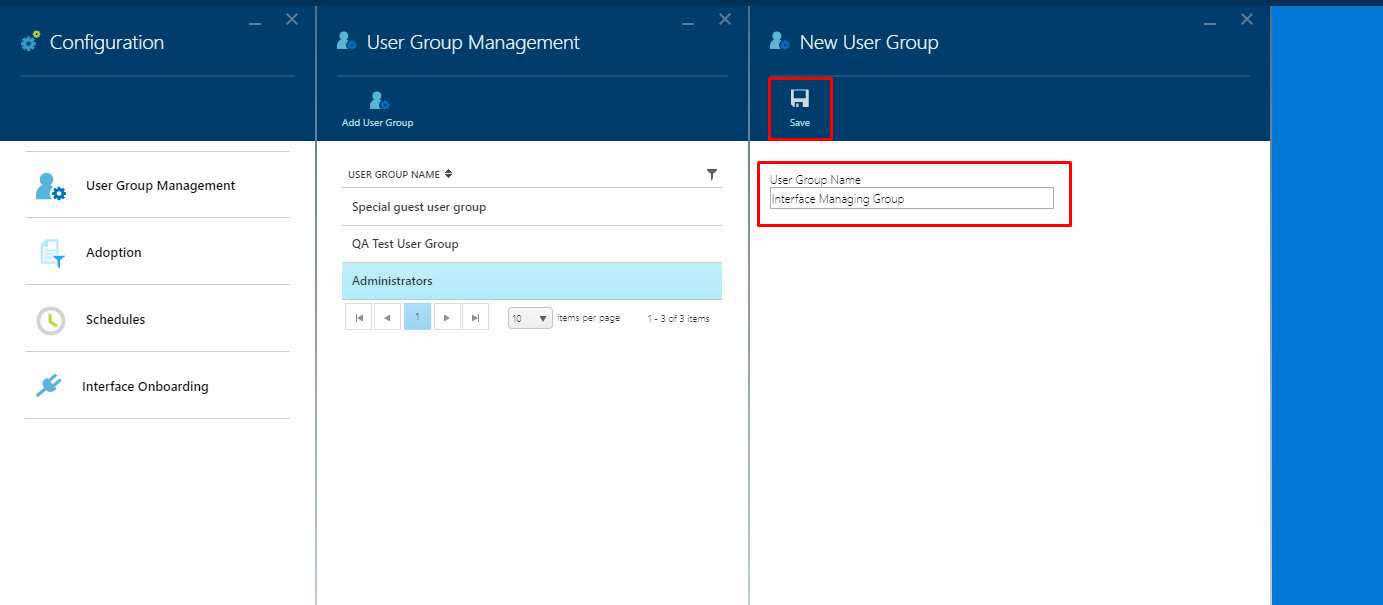 Configuration
User Group Management
Adoption
Schedules
Interface Onboarding
User Group Management
Add User Group
USER GROUP NAME
Special guest user group
QA Test User Group
Administrators
1
10
items per page
1 - 3 of 3 items
New User Group
Save
User Group Name
Interface Managing Group